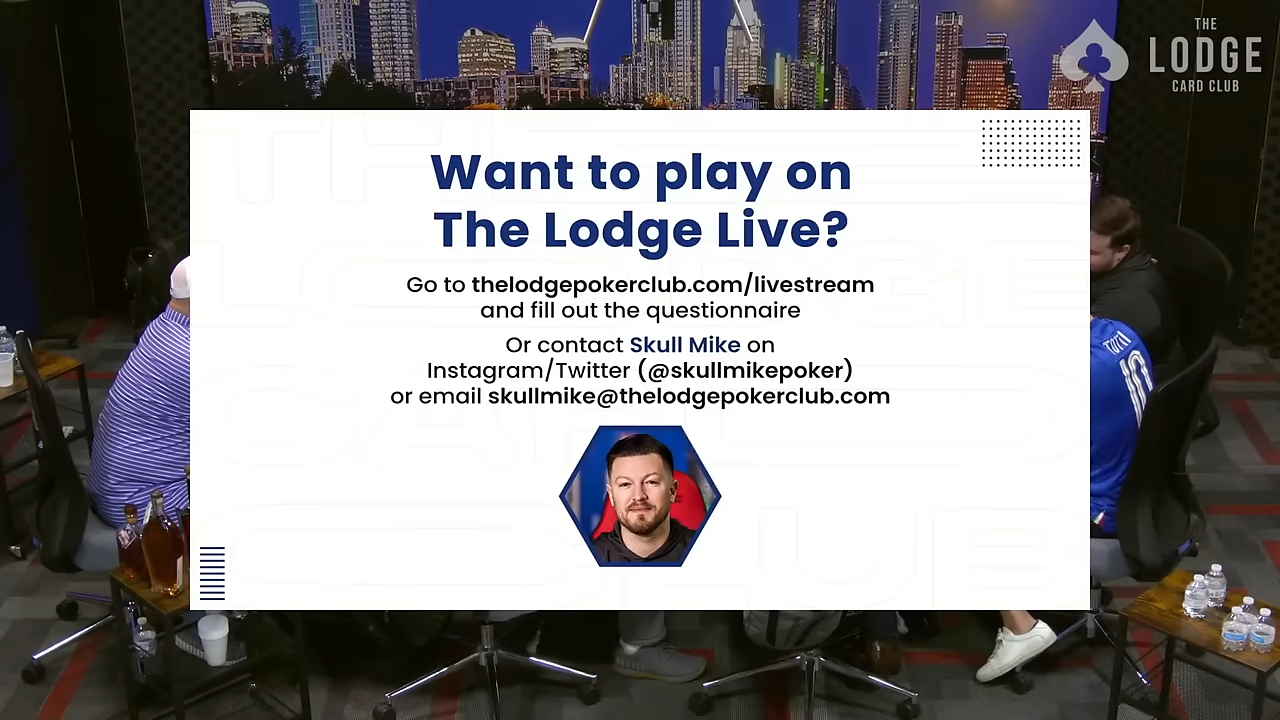 THE
LODGE
CARD CLUB
Want to play on
The Lodge Live?
Go to thelodgepokerclub.com/livestream
and fill out the questionnaire
Or contact Skull Mike on
Instagram/Twitter (@skullmikepoker)
or email skullmike@thelodgepokerclub.com
10